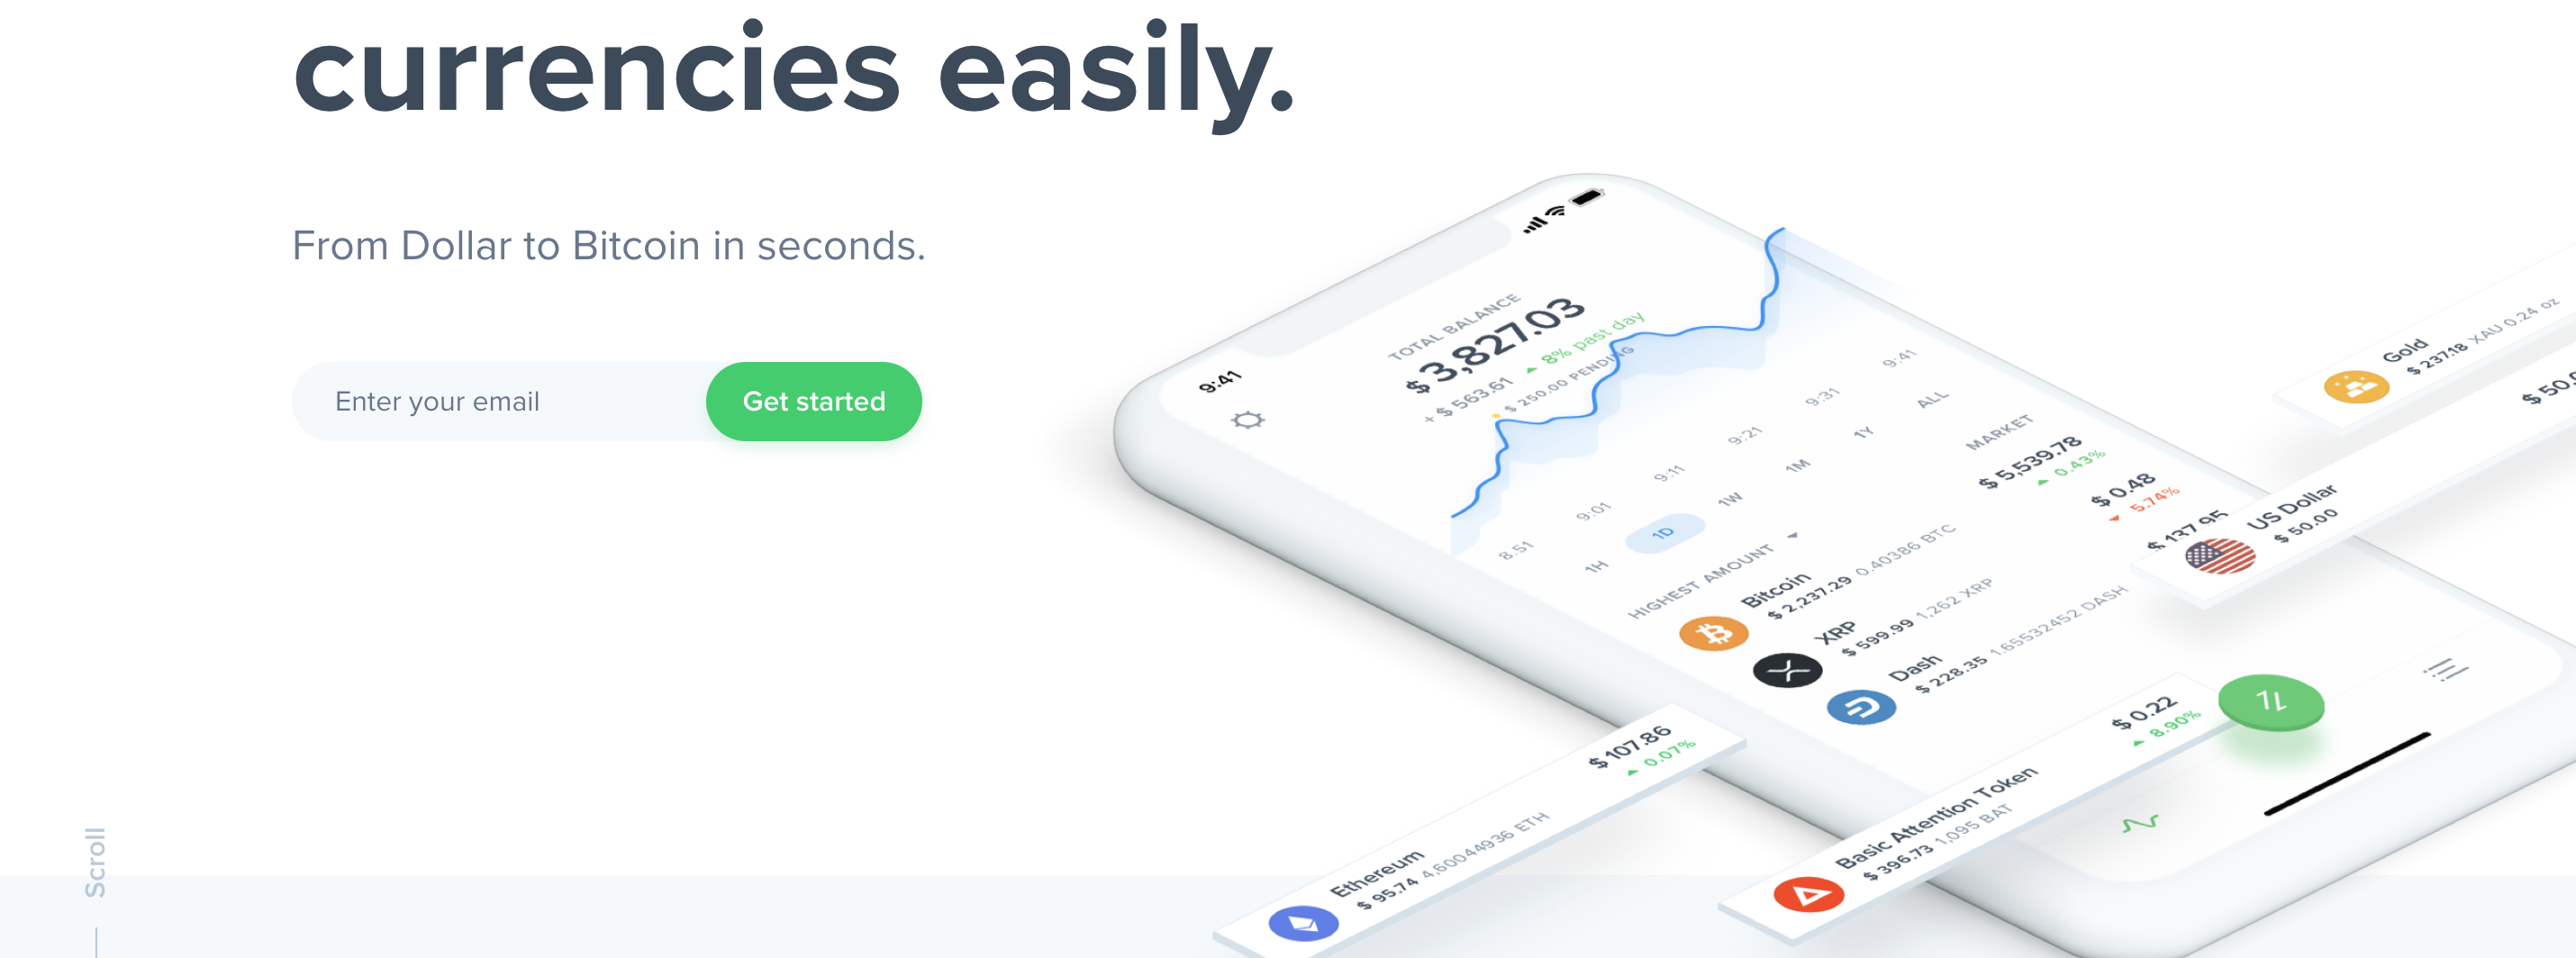 currencies easily.
From Dollar to Bitcoin in seconds.
Enter your email
Get started
Scroll
9:41
TOTAL BALANCE
$ 3,827.03
+ $ 563.61 8% past day
$ 250.00 PENDING
8:51 9:01 9:11 9:21 9:31 9:41
1H 1D 1W 1M 1Y ALL
HIGHEST AMOUNT
MARKET
Bitcoin
$ 2,237.29 0.40386 BTC
$ 5,539.78
0.43%
XRP
$ 599.99 1,262 XRP
$ 0.48
5.74%
Dash
$ 228.35 1.65532452 DASH
$ 137.95
Gold
$ 237.18 XAU 0.24 oz
US Dollar
$ 50.00
Ethereum
$ 95.74 4,60044936 ETH
$ 107.86
0.07%
Basic Attention Token
$ 396.73 1,095 BAT
$ 0.22
8.90%